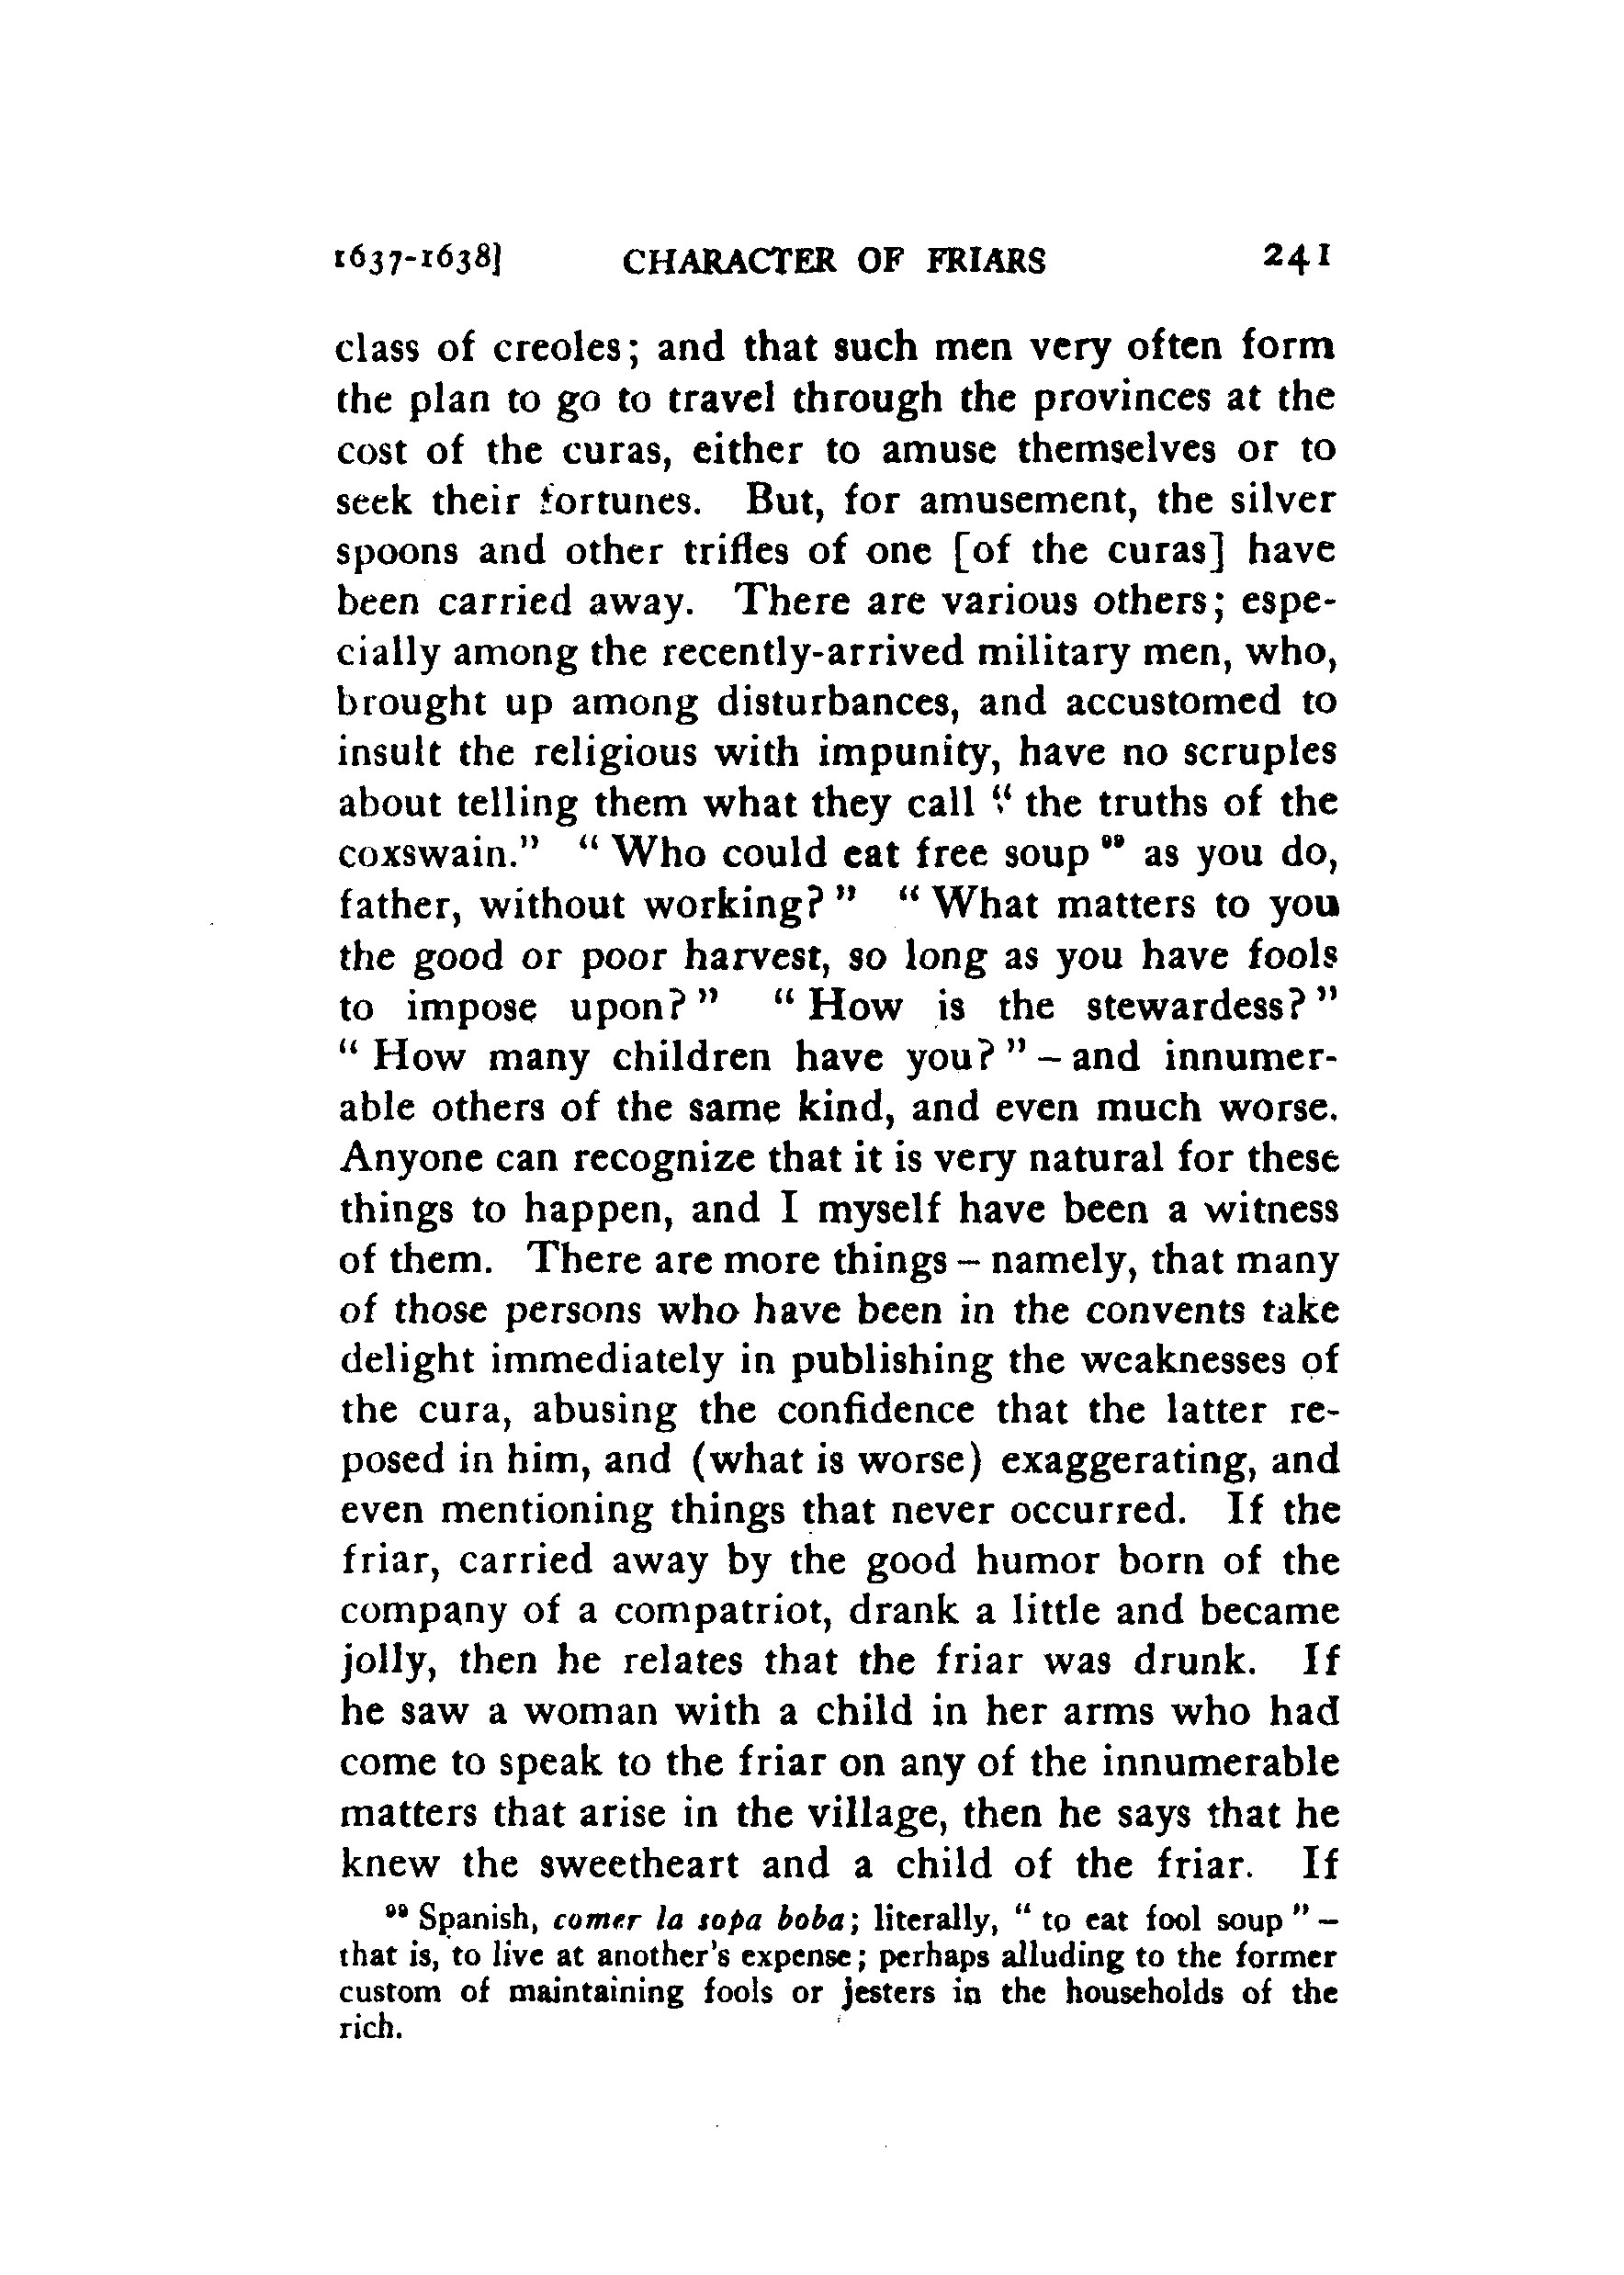 1637-1638] CHARACTER OF FRIARS 241
class of creoles; and that such men very often form
the plan to go to travel through the provinces at the
cost of the curas, either to amuse themselves or to
seek their fortunes. But, for amusement, the silver
spoons and other trifles of one [of the curas] have
been carried away. There are various others; espe-
cially among the recently-arrived military men, who,
brought up among disturbances, and accustomed to
insult the religious with impunity, have no scruples
about telling them what they call “ the truths of the
coxswain.” “ Who could eat free soup ⁹⁹ as you do,
father, without working? ” “ What matters to you
the good or poor harvest, so long as you have fools
to impose upon? ” “ How is the stewardess? ”
“ How many children have you? ” – and innumer-
able others of the same kind, and even much worse.
Anyone can recognize that it is very natural for these
things to happen, and I myself have been a witness
of them. There are more things – namely, that many
of those persons who have been in the convents take
delight immediately in publishing the weaknesses of
the cura, abusing the confidence that the latter re-
posed in him, and (what is worse) exaggerating, and
even mentioning things that never occurred. If the
friar, carried away by the good humor born of the
company of a compatriot, drank a little and became
jolly, then he relates that the friar was drunk. If
he saw a woman with a child in her arms who had
come to speak to the friar on any of the innumerable
matters that arise in the village, then he says that he
knew the sweetheart and a child of the friar. If
⁹⁹ Spanish, comer la sopa boba; literally, “ to eat fool soup ” –
that is, to live at another's expense; perhaps alluding to the former
custom of maintaining fools or jesters in the households of the
rich.